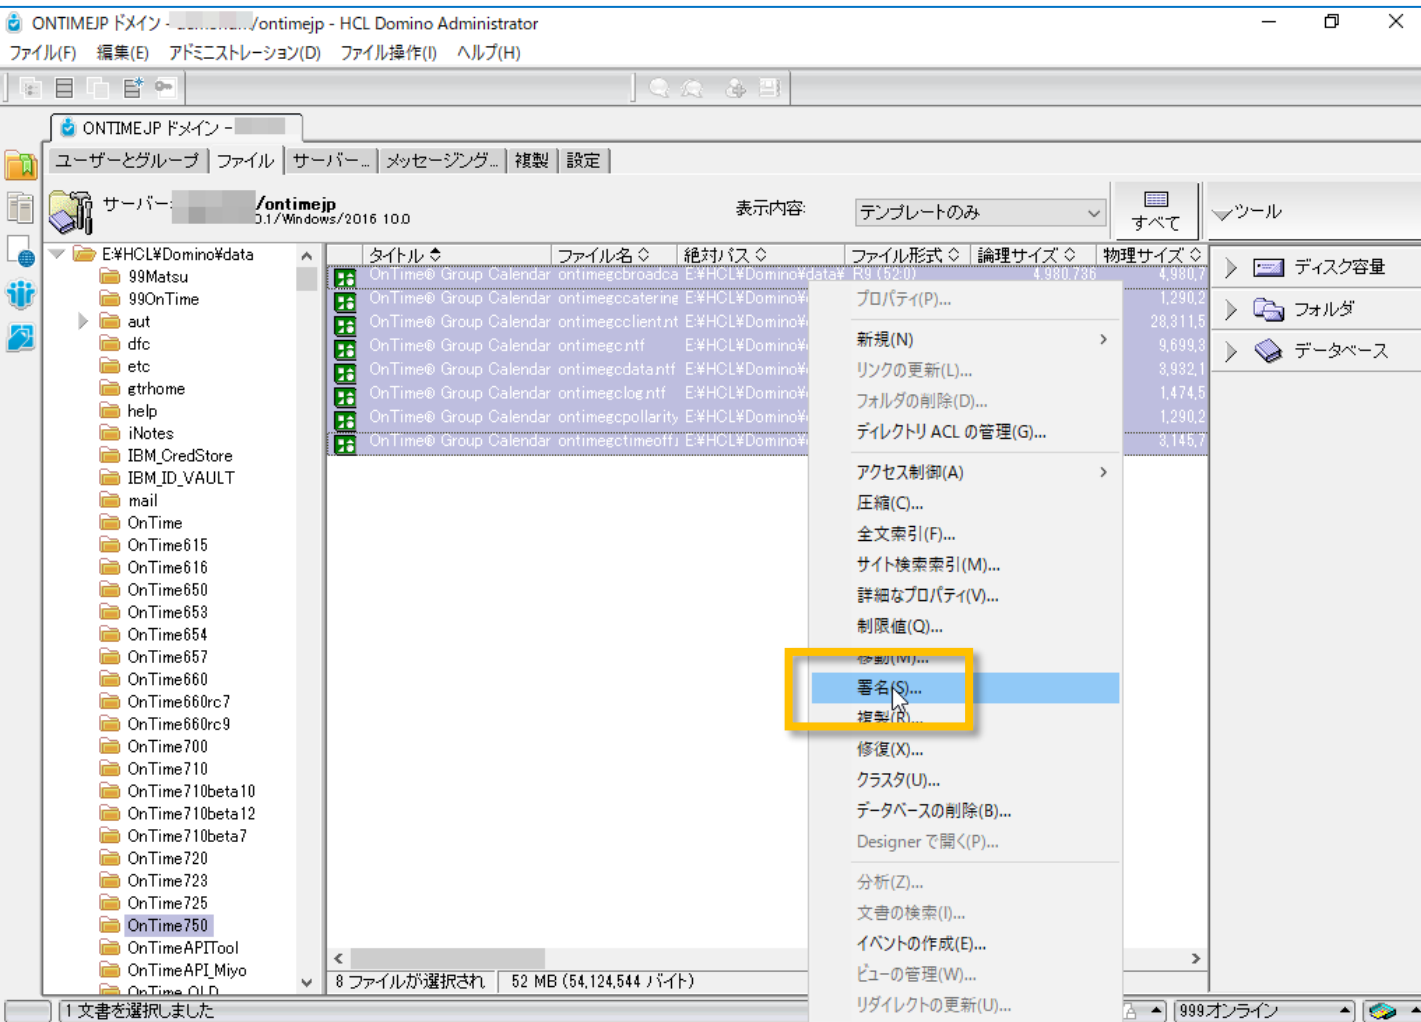 ONTIMEJP ドメイン - /ontimejp - HCL Domino Administrator
ファイル(F) 編集(E) アドミニストレーション(D) ファイル操作(I) ヘルプ(H)
ONTIMEJP ドメイン -
ユーザーとグループ ファイル サーバー... メッセージング... 複製 設定
サーバー: /ontimejp
0.1/Windows/2016 10.0
表示内容: テンプレートのみ
すべて
ツール
ディスク容量
フォルダ
データベース
E:¥HCL¥Domino¥data
99Matsu
99OnTime
aut
dfc
etc
gtrhome
help
iNotes
IBM_CredStore
IBM_ID_VAULT
mail
OnTime
OnTime615
OnTime616
OnTime650
OnTime653
OnTime654
OnTime657
OnTime660
OnTime660rc7
OnTime660rc9
OnTime700
OnTime710
OnTime710beta10
OnTime710beta12
OnTime710beta7
OnTime720
OnTime723
OnTime725
OnTime750
OnTimeAPITool
OnTimeAPI_Miyo
OnTime OLD
タイトル ファイル名 絶対パス ファイル形式 論理サイズ 物理サイズ
OnTime® Group Calendar ontimegcbroadca E:¥HCL¥Domino¥data¥ R9 (52:0) 4,980,736 4,980,7
OnTime® Group Calendar ontimegccatering E:¥HCL¥Domino¥ 1,290,2
OnTime® Group Calendar ontimegcclient.nt E:¥HCL¥Domino¥ 28,311,5
OnTime® Group Calendar ontimegc.ntf E:¥HCL¥Domino¥ 9,699,3
OnTime® Group Calendar ontimegcdata.ntf E:¥HCL¥Domino¥ 3,932,1
OnTime® Group Calendar ontimegclog.ntf E:¥HCL¥Domino¥ 1,474,5
OnTime® Group Calendar ontimegcpollarity E:¥HCL¥Domino¥ 1,290,2
OnTime® Group Calendar ontimegctimeoff E:¥HCL¥Domino¥ 3,145,7
プロパティ(P)...
新規(N)
リンクの更新(L)...
フォルダの削除(D)...
ディレクトリ ACL の管理(G)...
アクセス制御(A)
圧縮(C)...
全文索引(F)...
サイト検索索引(M)...
詳細なプロパティ(V)...
制限値(Q)...
移動(M)...
署名(S)...
複製(R)...
修復(X)...
クラスタ(U)...
データベースの削除(B)...
Designer で開く(P)...
分析(Z)...
文書の検索(I)...
イベントの作成(E)...
ビューの管理(W)...
リダイレクトの更新(U)...
8 ファイルが選択され 52 MB (54,124,544 バイト)
1 文書を選択しました
999オンライン